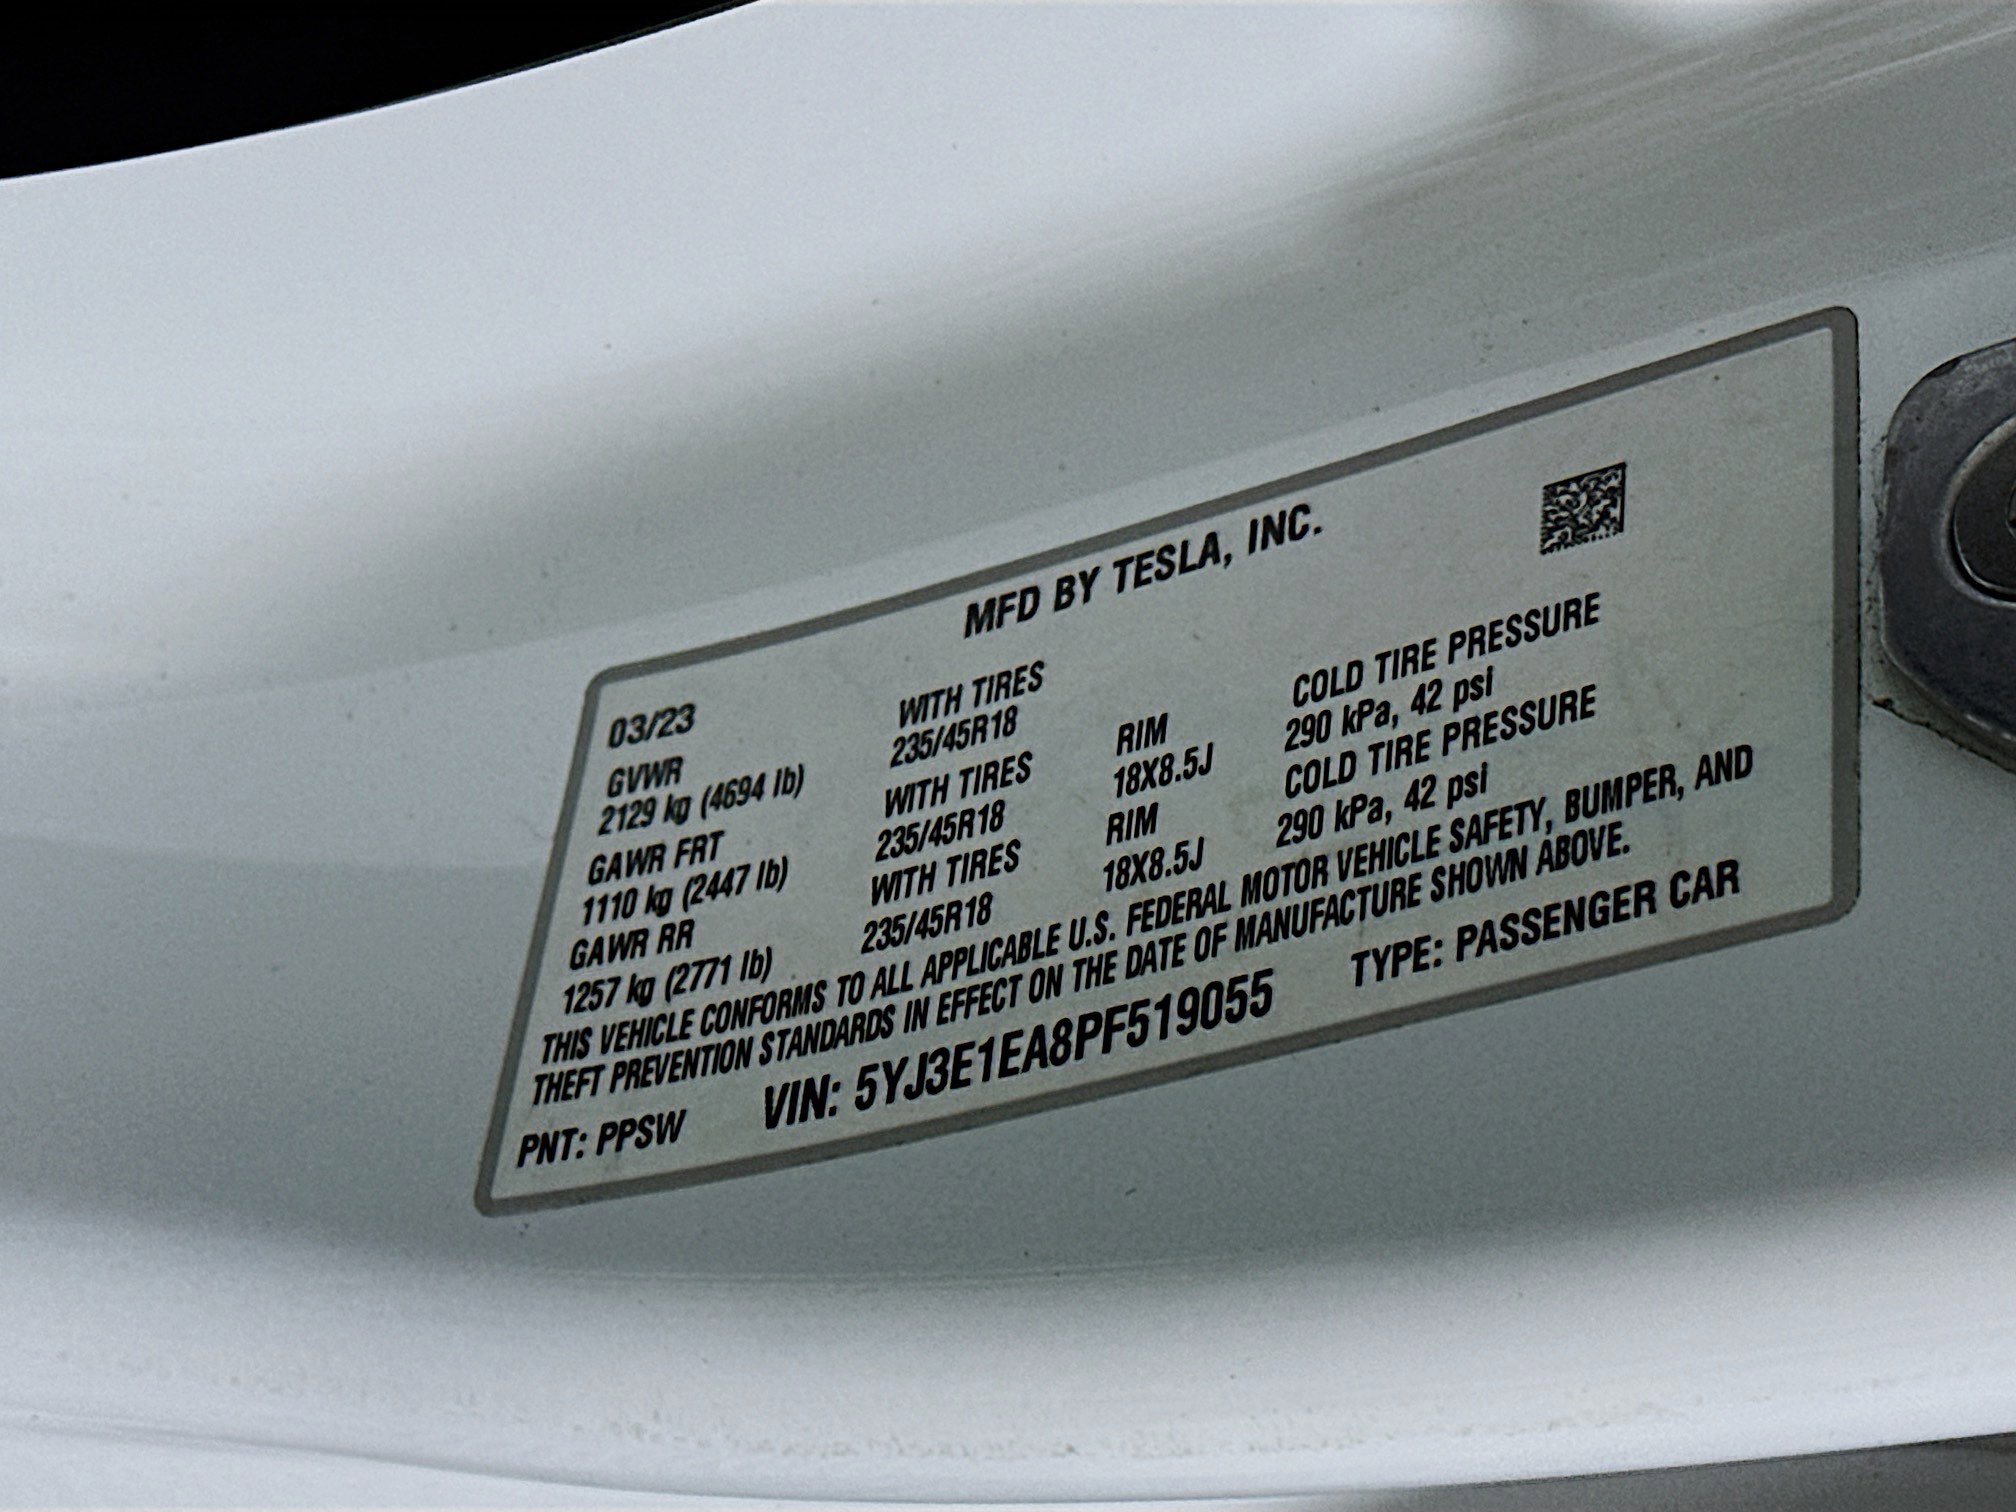 MFD BY TESLA, INC.
03/23
GVWR WITH TIRES
2129 kg (4694 lb) 235/45R18 RIM COLD TIRE PRESSURE
GAWR FRT WITH TIRES 18X8.5J 290 kPa, 42 psi
1110 kg (2447 lb) 235/45R18 RIM COLD TIRE PRESSURE
GAWR RR WITH TIRES 18X8.5J 290 kPa, 42 psi
1257 kg (2771 lb) 235/45R18
THIS VEHICLE CONFORMS TO ALL APPLICABLE U.S. FEDERAL MOTOR VEHICLE SAFETY, BUMPER, AND
THEFT PREVENTION STANDARDS IN EFFECT ON THE DATE OF MANUFACTURE SHOWN ABOVE.
PNT: PPSW VIN: 5YJ3E1EA8PF519055 TYPE: PASSENGER CAR